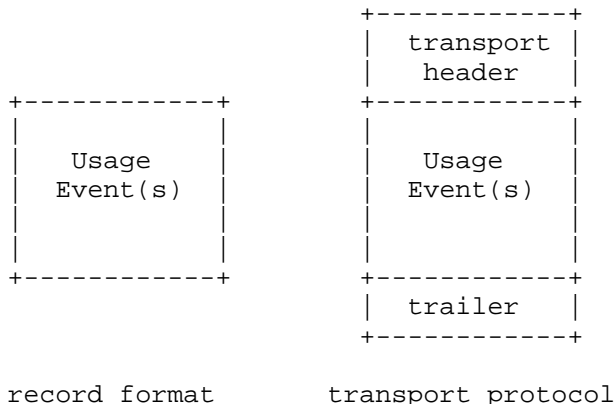 transport
header
Usage Usage
Event(s) Event(s)
trailer
record format transport protocol